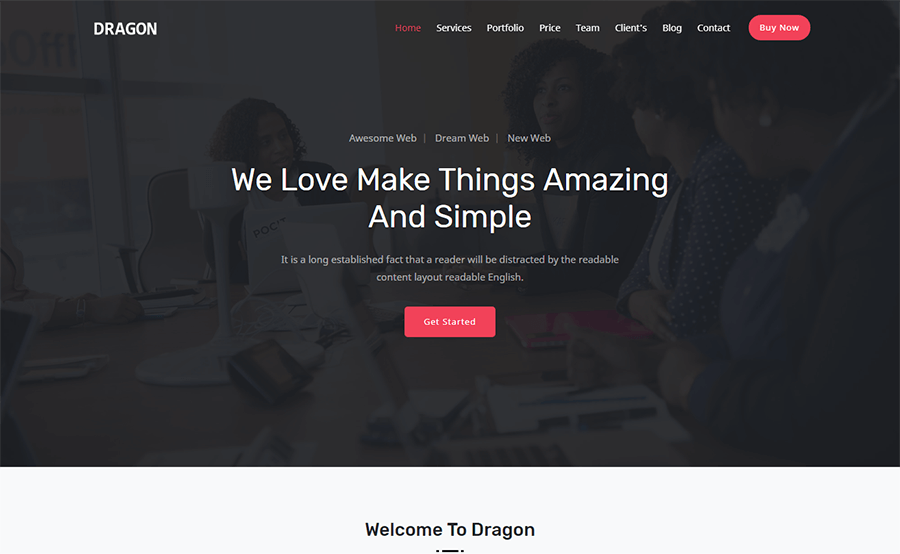 DRAGON
Home Services Portfolio Price Team Client's Blog Contact Buy Now
Awesome Web | Dream Web | New Web
We Love Make Things Amazing
And Simple
It is a long established fact that a reader will be distracted by the readable
content layout readable English.
Get Started
Welcome To Dragon